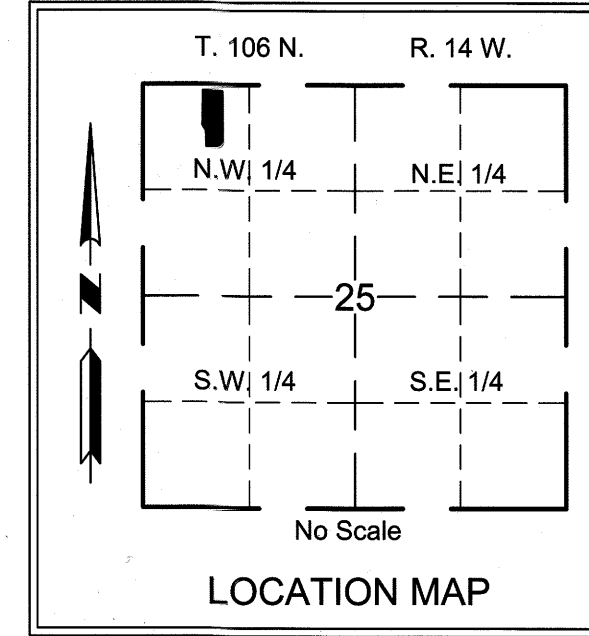 T. 106 N. R. 14 W.
N.W. 1/4 N.E. 1/4
N
25
S.W. 1/4 S.E. 1/4
No Scale
LOCATION MAP